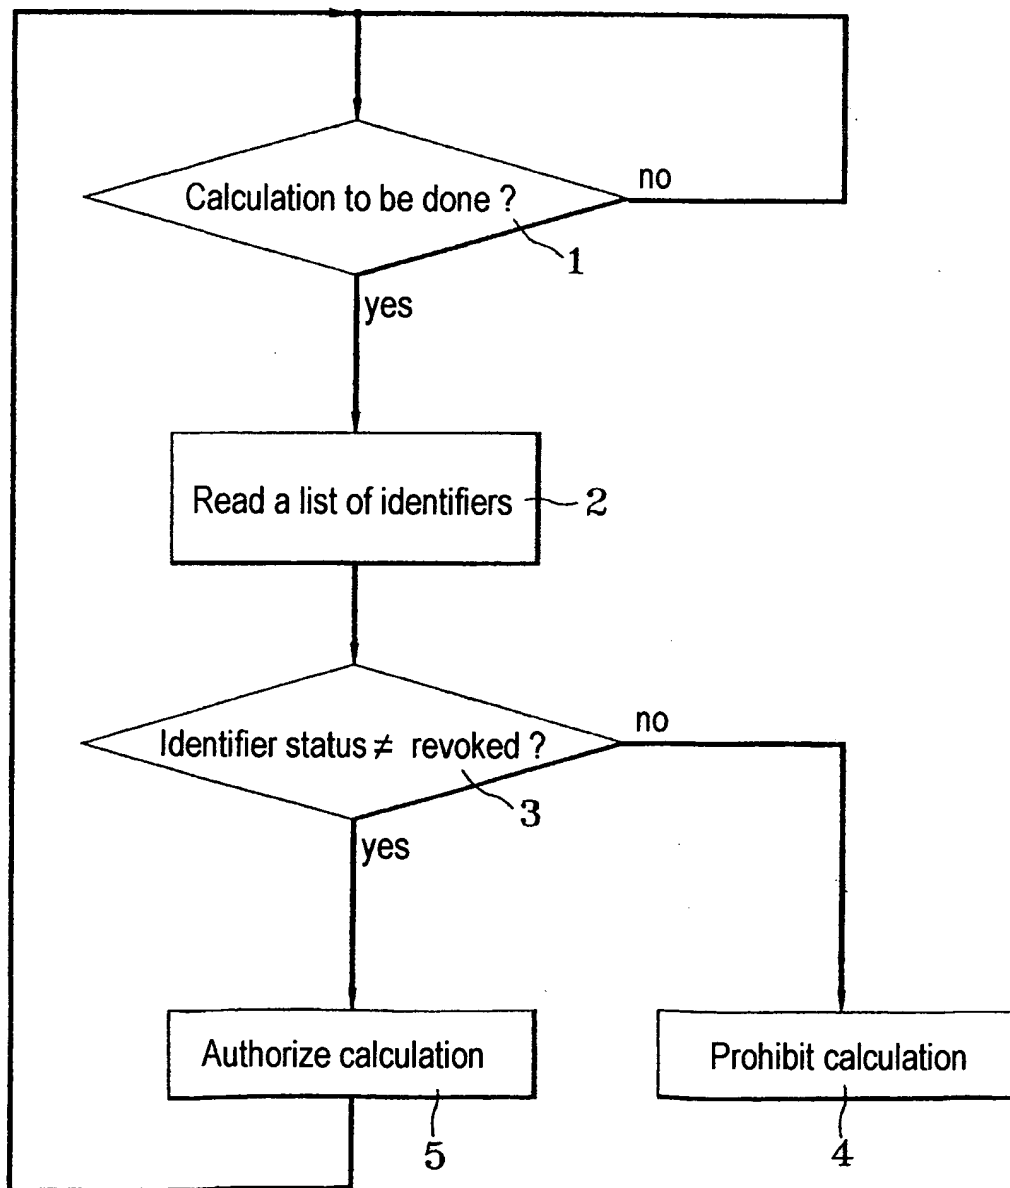 Calculation to be done ?
no
1
yes
Read a list of identifiers
2
Identifier status ≠ revoked ?
no
3
yes
Authorize calculation
5
Prohibit calculation
4